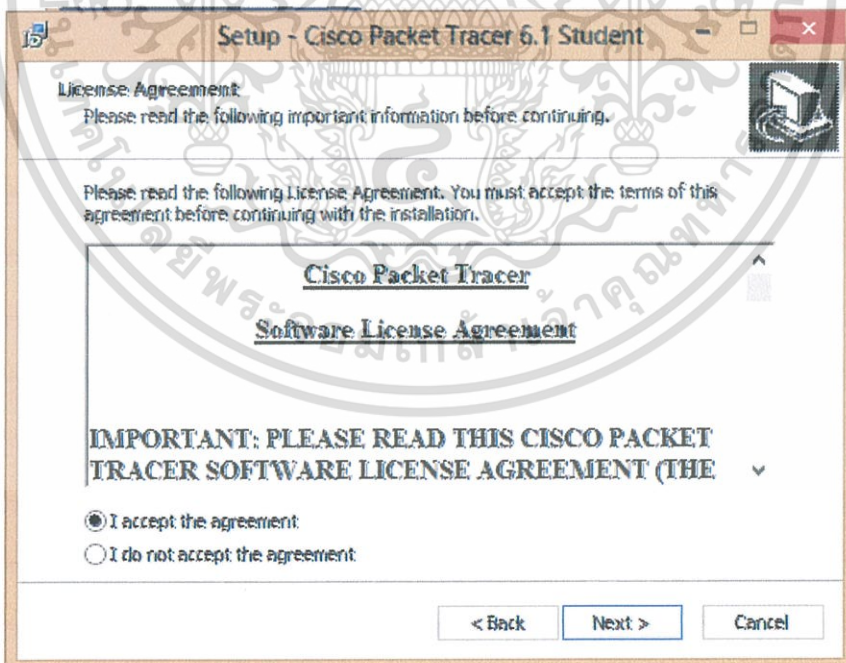 Setup - Cisco Packet Tracer 6.1 Student
License Agreement
Please read the following important information before continuing.
Please read the following License Agreement. You must accept the terms of this
agreement before continuing with the installation.
Cisco Packet Tracer
Software License Agreement
IMPORTANT: PLEASE READ THIS CISCO PACKET
TRACER SOFTWARE LICENSE AGREEMENT (THE
I accept the agreement
I do not accept the agreement
< Back
Next >
Cancel